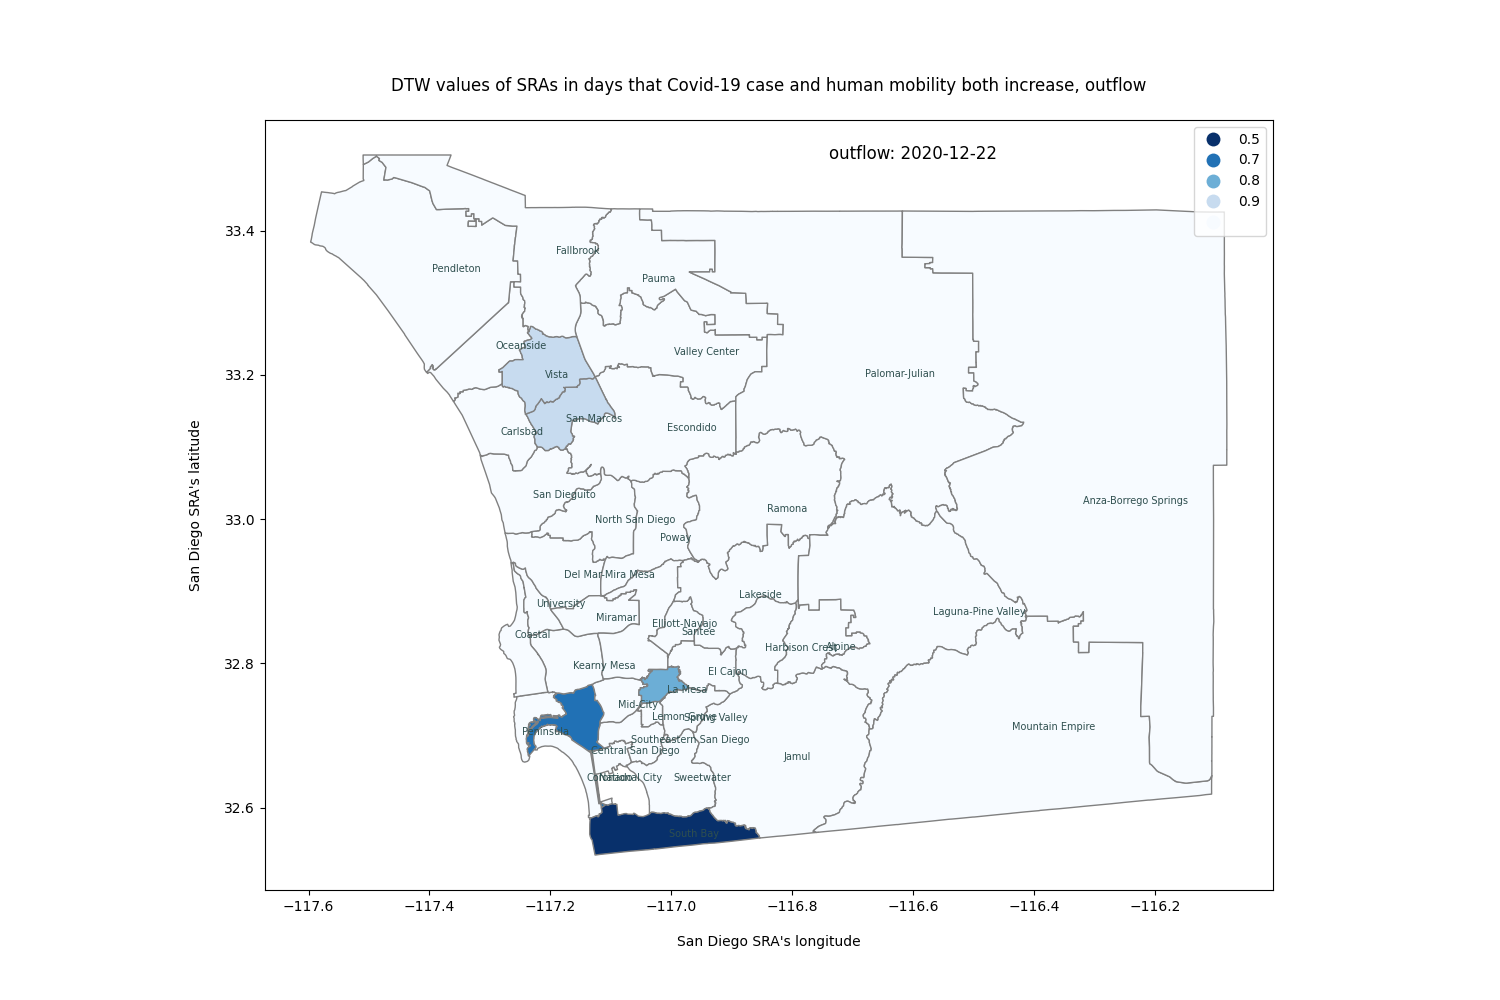 DTW values of SRAs in days that Covid-19 case and human mobility both increase, outflow
outflow: 2020-12-22
0.5
0.7
0.8
0.9
33.4
33.2
33.0
32.8
32.6
San Diego SRA's latitude
Fallbrook
Pendleton
Pauma
Oceanside
Valley Center
Vista
Palomar-Julian
San Marcos
Carlsbad
Escondido
San Dieguito
Anza-Borrego Springs
Ramona
North San Diego
Poway
Del Mar-Mira Mesa
Lakeside
University
Laguna-Pine Valley
Miramar
Elliott-Navajo
Santee
Coastal
Harbison Crest
Alpine
Kearny Mesa
El Cajon
La Mesa
Mid-City
Lemon Grove
Spring Valley
Mountain Empire
Peninsula
Southeastern San Diego
Central San Diego
Jamul
Coronado
National City
Sweetwater
South Bay
−117.6
−117.4
−117.2
−117.0
−116.8
−116.6
−116.4
−116.2
San Diego SRA's longitude